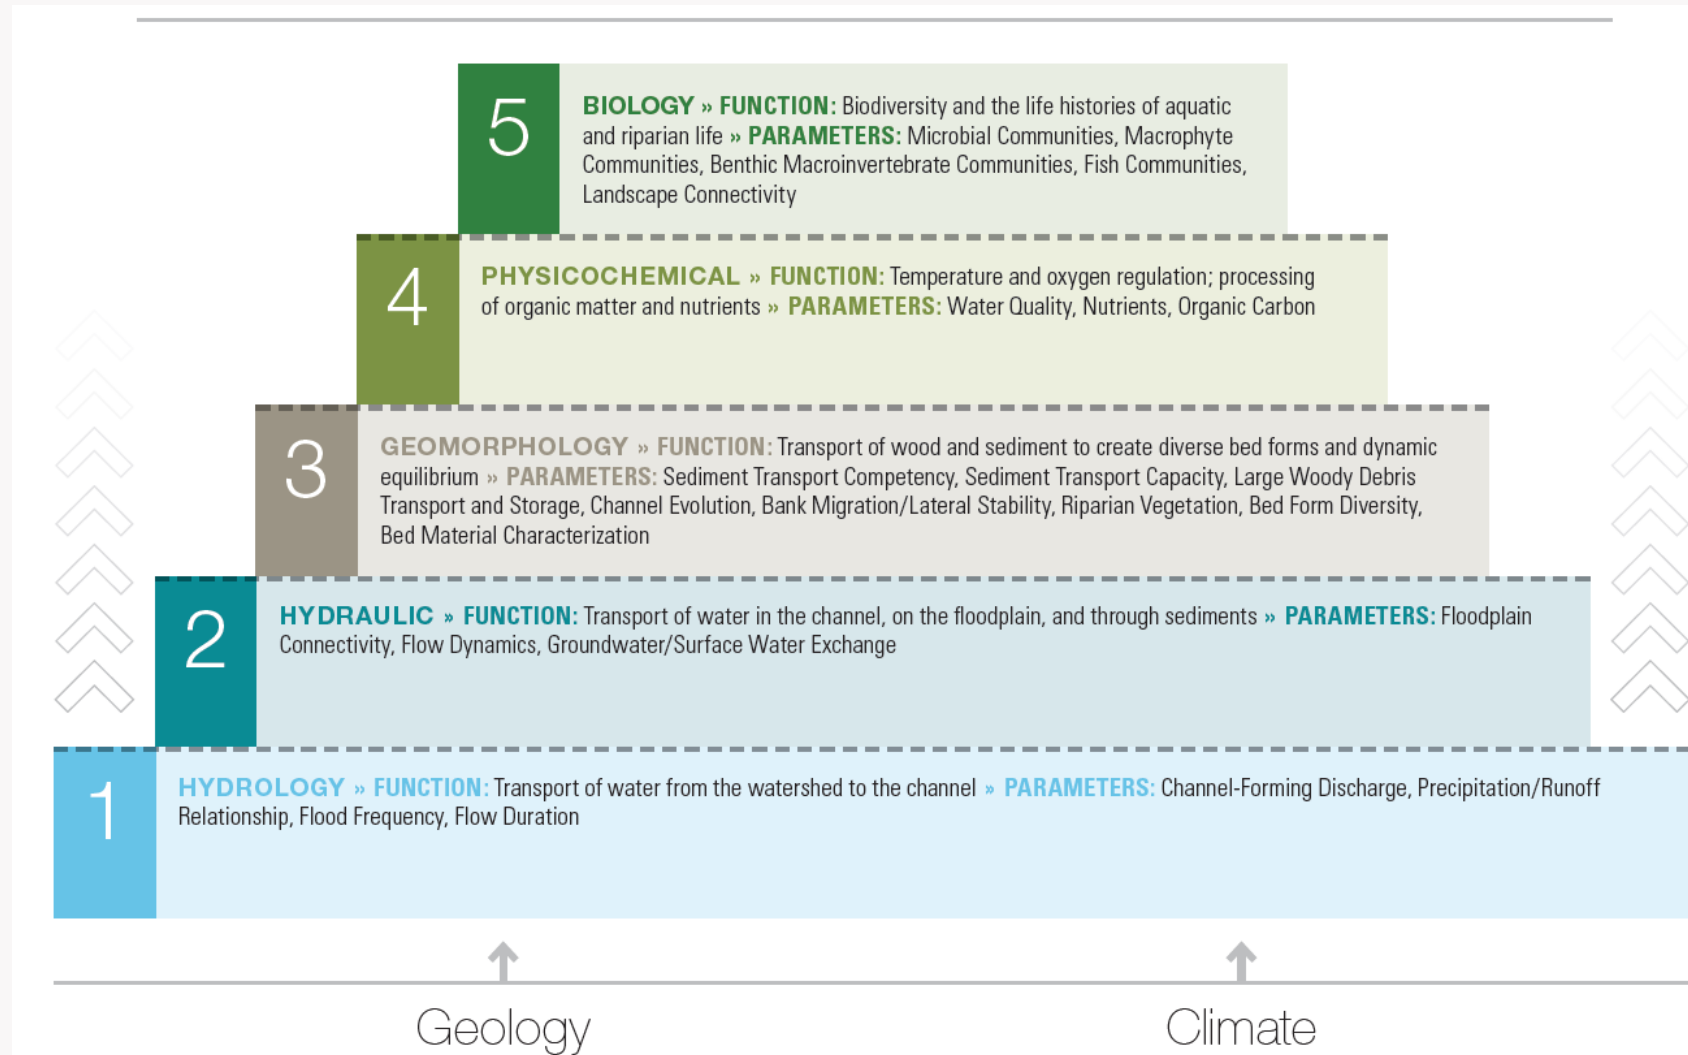 5
BIOLOGY » FUNCTION: Biodiversity and the life histories of aquatic
and riparian life » PARAMETERS: Microbial Communities, Macrophyte
Communities, Benthic Macroinvertebrate Communities, Fish Communities,
Landscape Connectivity
4
PHYSICOCHEMICAL » FUNCTION: Temperature and oxygen regulation; processing
of organic matter and nutrients » PARAMETERS: Water Quality, Nutrients, Organic Carbon
3
GEOMORPHOLOGY » FUNCTION: Transport of wood and sediment to create diverse bed forms and dynamic
equilibrium » PARAMETERS: Sediment Transport Competency, Sediment Transport Capacity, Large Woody Debris
Transport and Storage, Channel Evolution, Bank Migration/Lateral Stability, Riparian Vegetation, Bed Form Diversity,
Bed Material Characterization
2
HYDRAULIC » FUNCTION: Transport of water in the channel, on the floodplain, and through sediments » PARAMETERS: Floodplain
Connectivity, Flow Dynamics, Groundwater/Surface Water Exchange
1
HYDROLOGY » FUNCTION: Transport of water from the watershed to the channel » PARAMETERS: Channel-Forming Discharge, Precipitation/Runoff
Relationship, Flood Frequency, Flow Duration
Geology
Climate